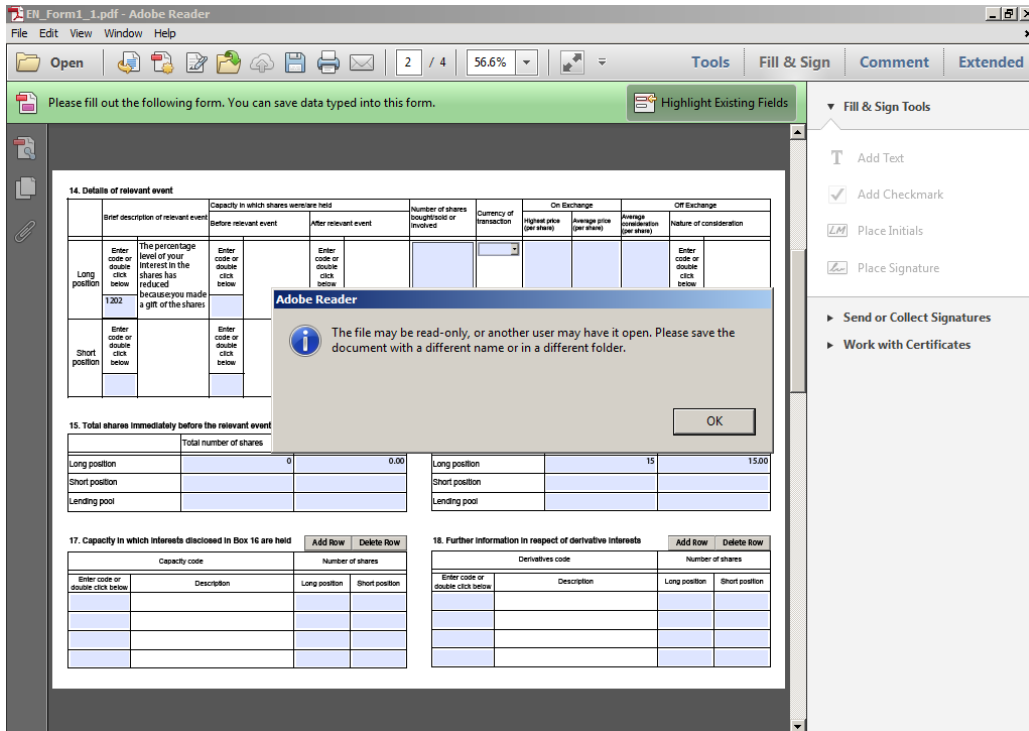 EN_Form1_1.pdf - Adobe Reader
File Edit View Window Help
Open 2 / 4 56.6% Tools Fill & Sign Comment Extended
Please fill out the following form. You can save data typed into this form. Highlight Existing Fields
Fill & Sign Tools
Add Text
Add Checkmark
Place Initials
Place Signature
Send or Collect Signatures
Work with Certificates
14. Details of relevant event
Brief description of relevant event
Capacity in which shares were/are held
Before relevant event
After relevant event
Number of shares
bought/sold or
involved
Currency of
transaction
On Exchange
Highest price
(per share)
Average price
(per share)
Off Exchange
Average
consideration
(per share)
Nature of consideration
Long
position
Enter
code or
double
click
below
1202
The percentage
level of your
interest in the
shares has
reduced
because:you made
a gift of the shares
Enter
code or
double
click
below
Enter
code or
double
click
below
Enter
code or
double
click
below
Short
position
Enter
code or
double
click
below
Enter
code or
double
click
below
Adobe Reader
The file may be read-only, or another user may have it open. Please save the
document with a different name or in a different folder.
OK
15. Total shares immediately before the relevant event
Total number of shares
Long position 0 0.00
Short position
Lending pool
Long position 15 15.00
Short position
Lending pool
17. Capacity in which interests disclosed in Box 16 are held Add Row Delete Row
Capacity code Number of shares
Enter code or
double click below
Description Long position Short position
18. Further information in respect of derivative interests Add Row Delete Row
Derivatives code Number of shares
Enter code or
double click below
Description Long position Short position